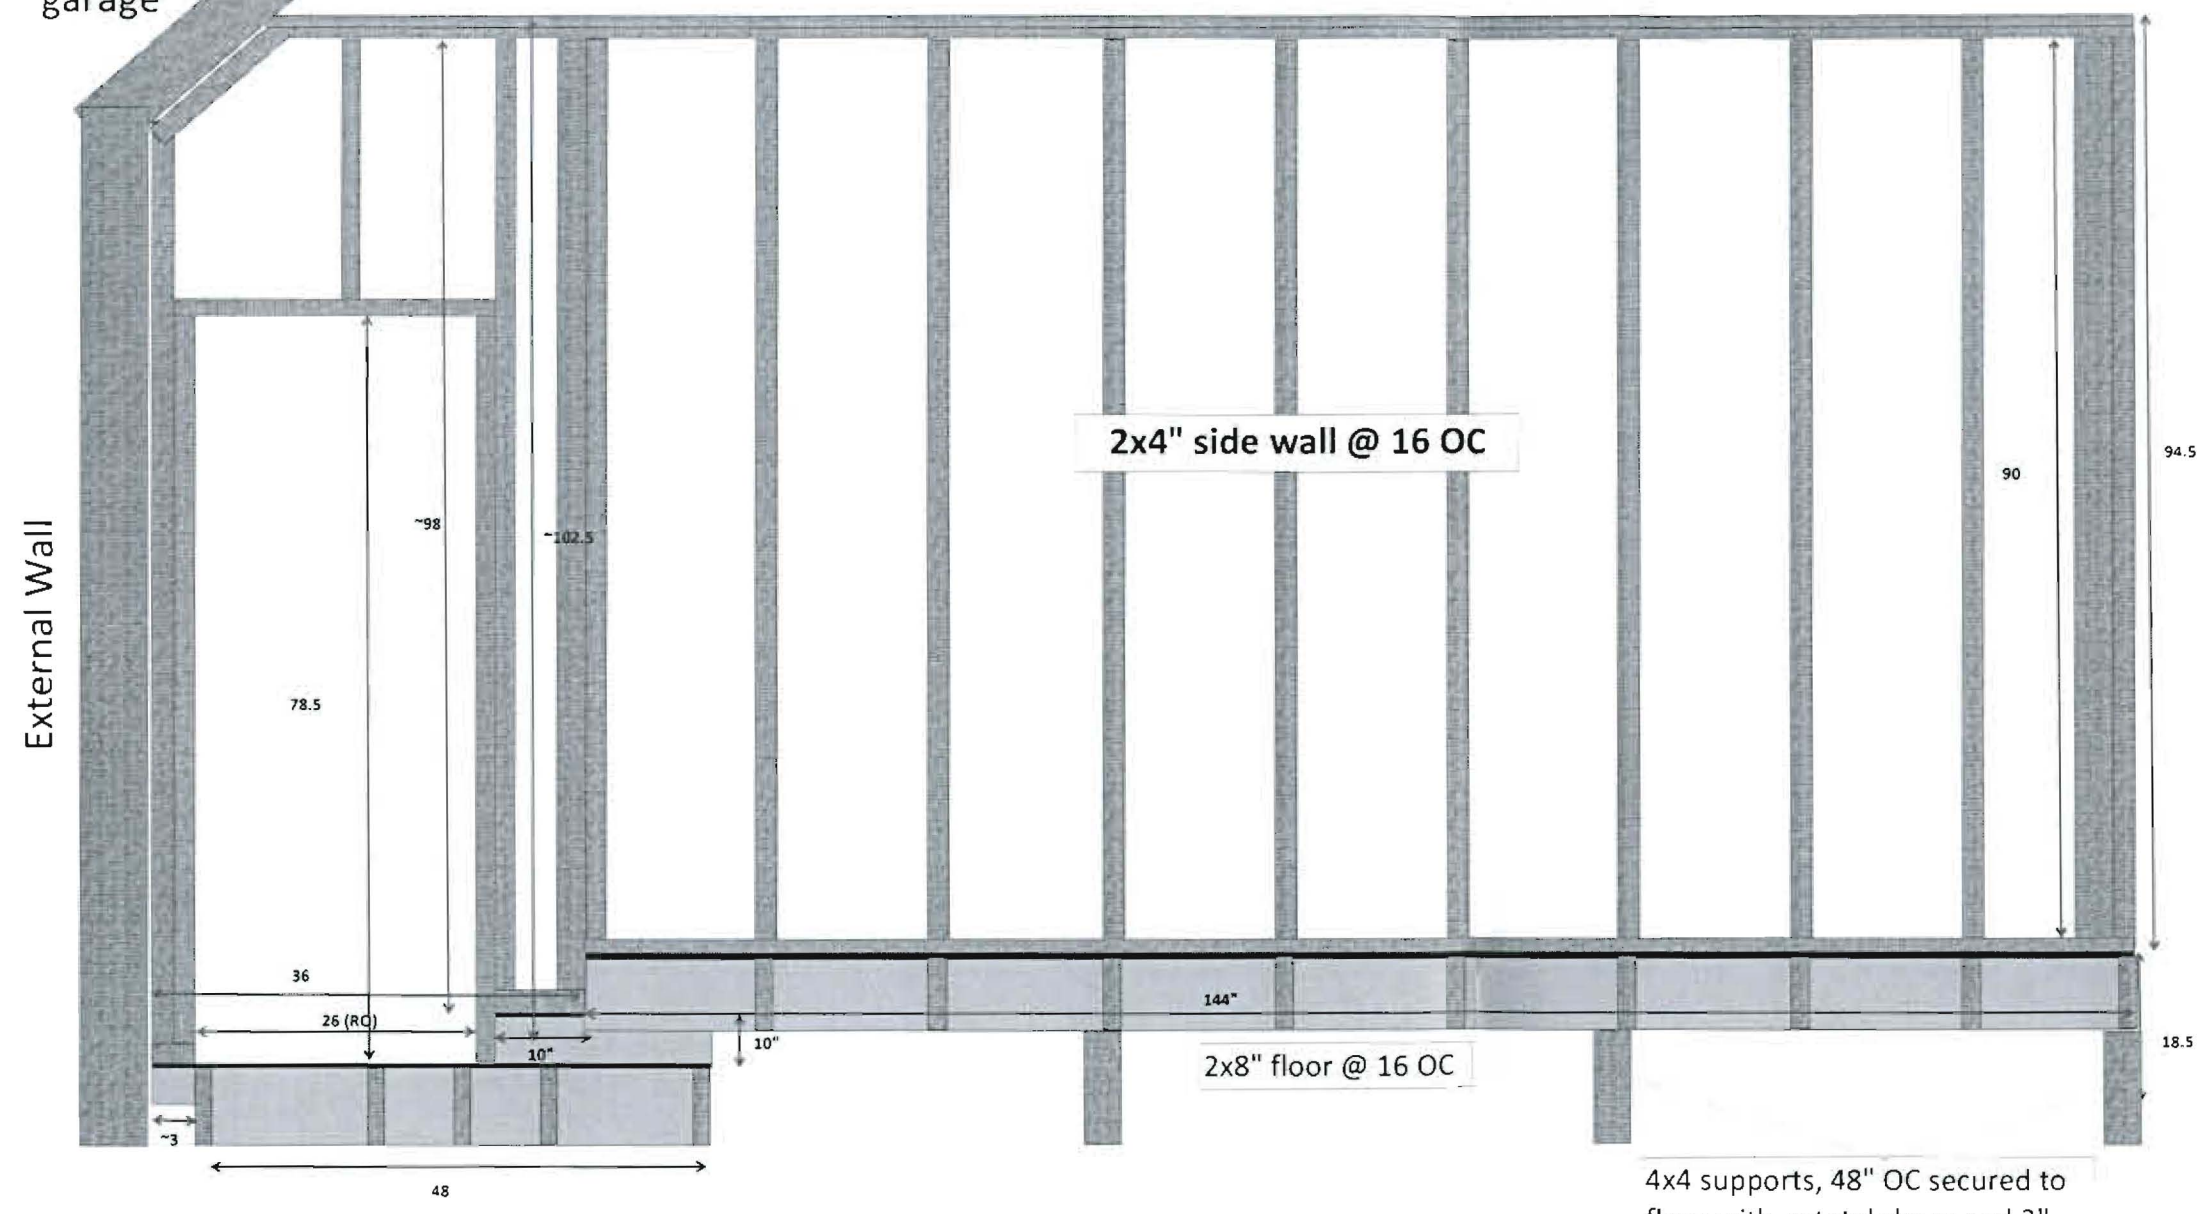 garage
External Wall
~98
~102.5
2x4" side wall @ 16 OC
90
94.5
78.5
36
26 (RO)
10"
10"
144"
2x8" floor @ 16 OC
18.5
~3
48
4x4 supports, 48" OC secured to